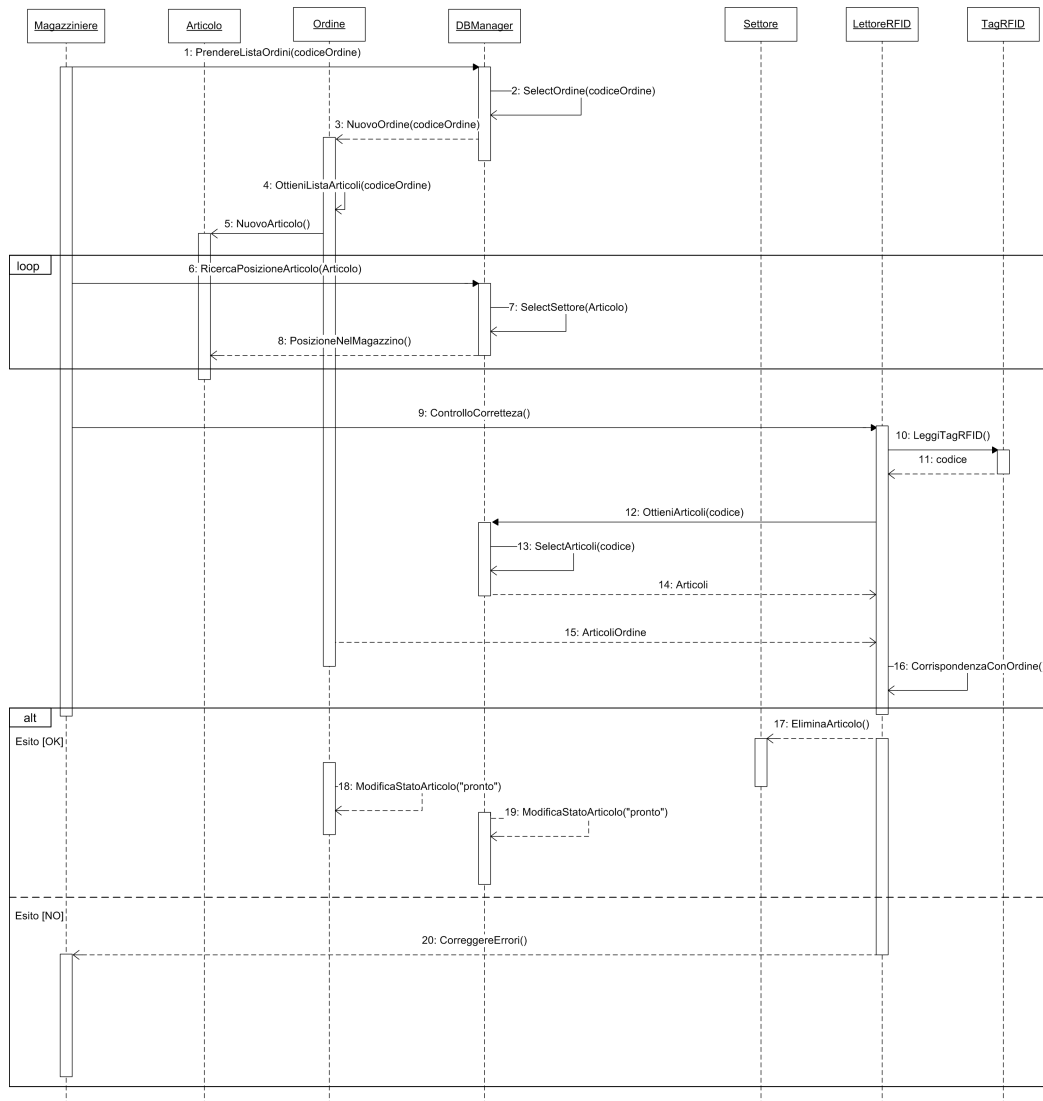 Magazziniere
Articolo
Ordine
DBManager
Settore
LettoreRFID
TagRFID
1: PrendereListaOrdini(codiceOrdine)
2: SelectOrdine(codiceOrdine)
3: NuovoOrdine(codiceOrdine)
4: OttieniListaArticoli(codiceOrdine)
5: NuovoArticolo()
loop
6: RicercaPosizioneArticolo(Articolo)
7: SelectSettore(Articolo)
8: PosizioneNelMagazzino()
9: ControlloCorretteza()
10: LeggiTagRFID()
11: codice
12: OttieniArticoli(codice)
13: SelectArticoli(codice)
14: Articoli
15: ArticoliOrdine
16: CorrispondenzaConOrdine()
alt
17: EliminaArticolo()
Esito [OK]
18: ModificaStatoArticolo("pronto")
19: ModificaStatoArticolo("pronto")
Esito [NO]
20: CorreggereErrori()